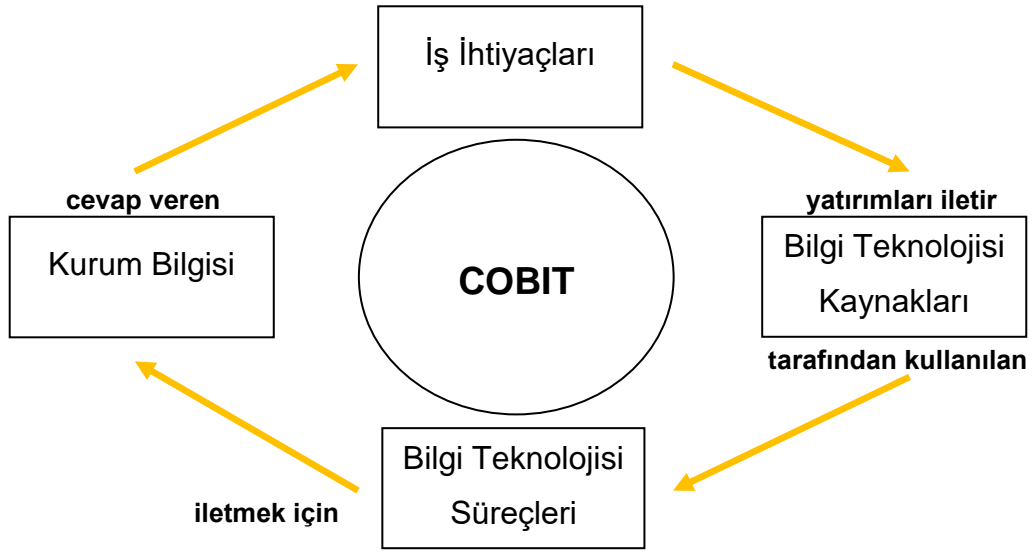 İş İhtiyaçları
cevap veren
yatırımları iletir
Kurum Bilgisi
Bilgi Teknolojisi
Kaynakları
COBIT
tarafından kullanılan
Bilgi Teknolojisi
Süreçleri
iletmek için